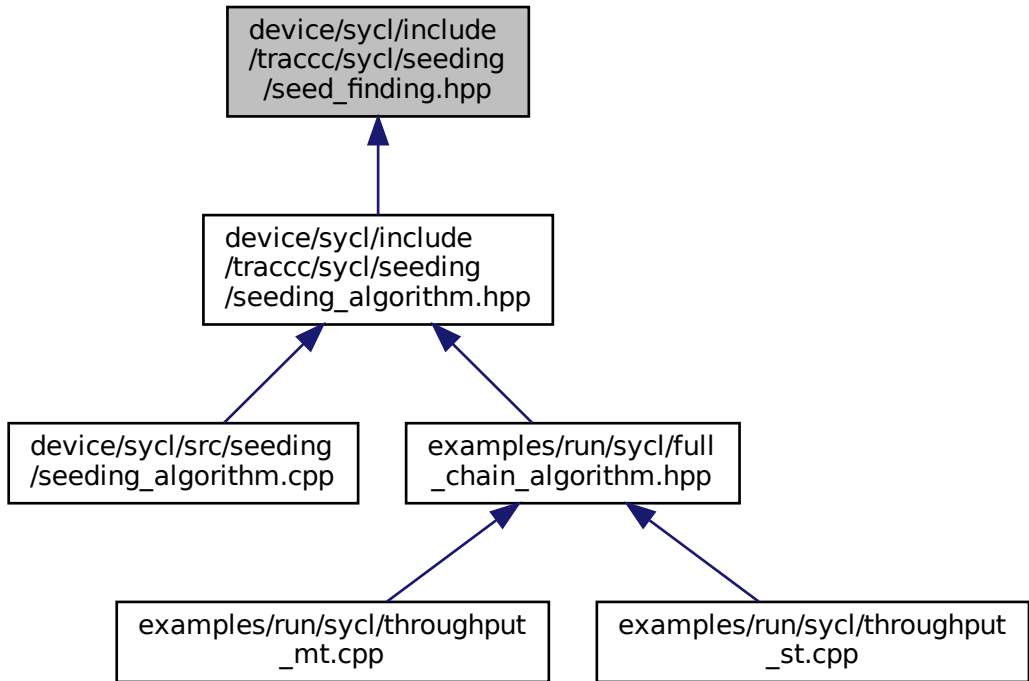 device/sycl/include
/traccc/sycl/seeding
/seed_finding.hpp
device/sycl/include
/traccc/sycl/seeding
/seeding_algorithm.hpp
device/sycl/src/seeding
/seeding_algorithm.cpp
examples/run/sycl/full
_chain_algorithm.hpp
examples/run/sycl/throughput
_mt.cpp
examples/run/sycl/throughput
_st.cpp